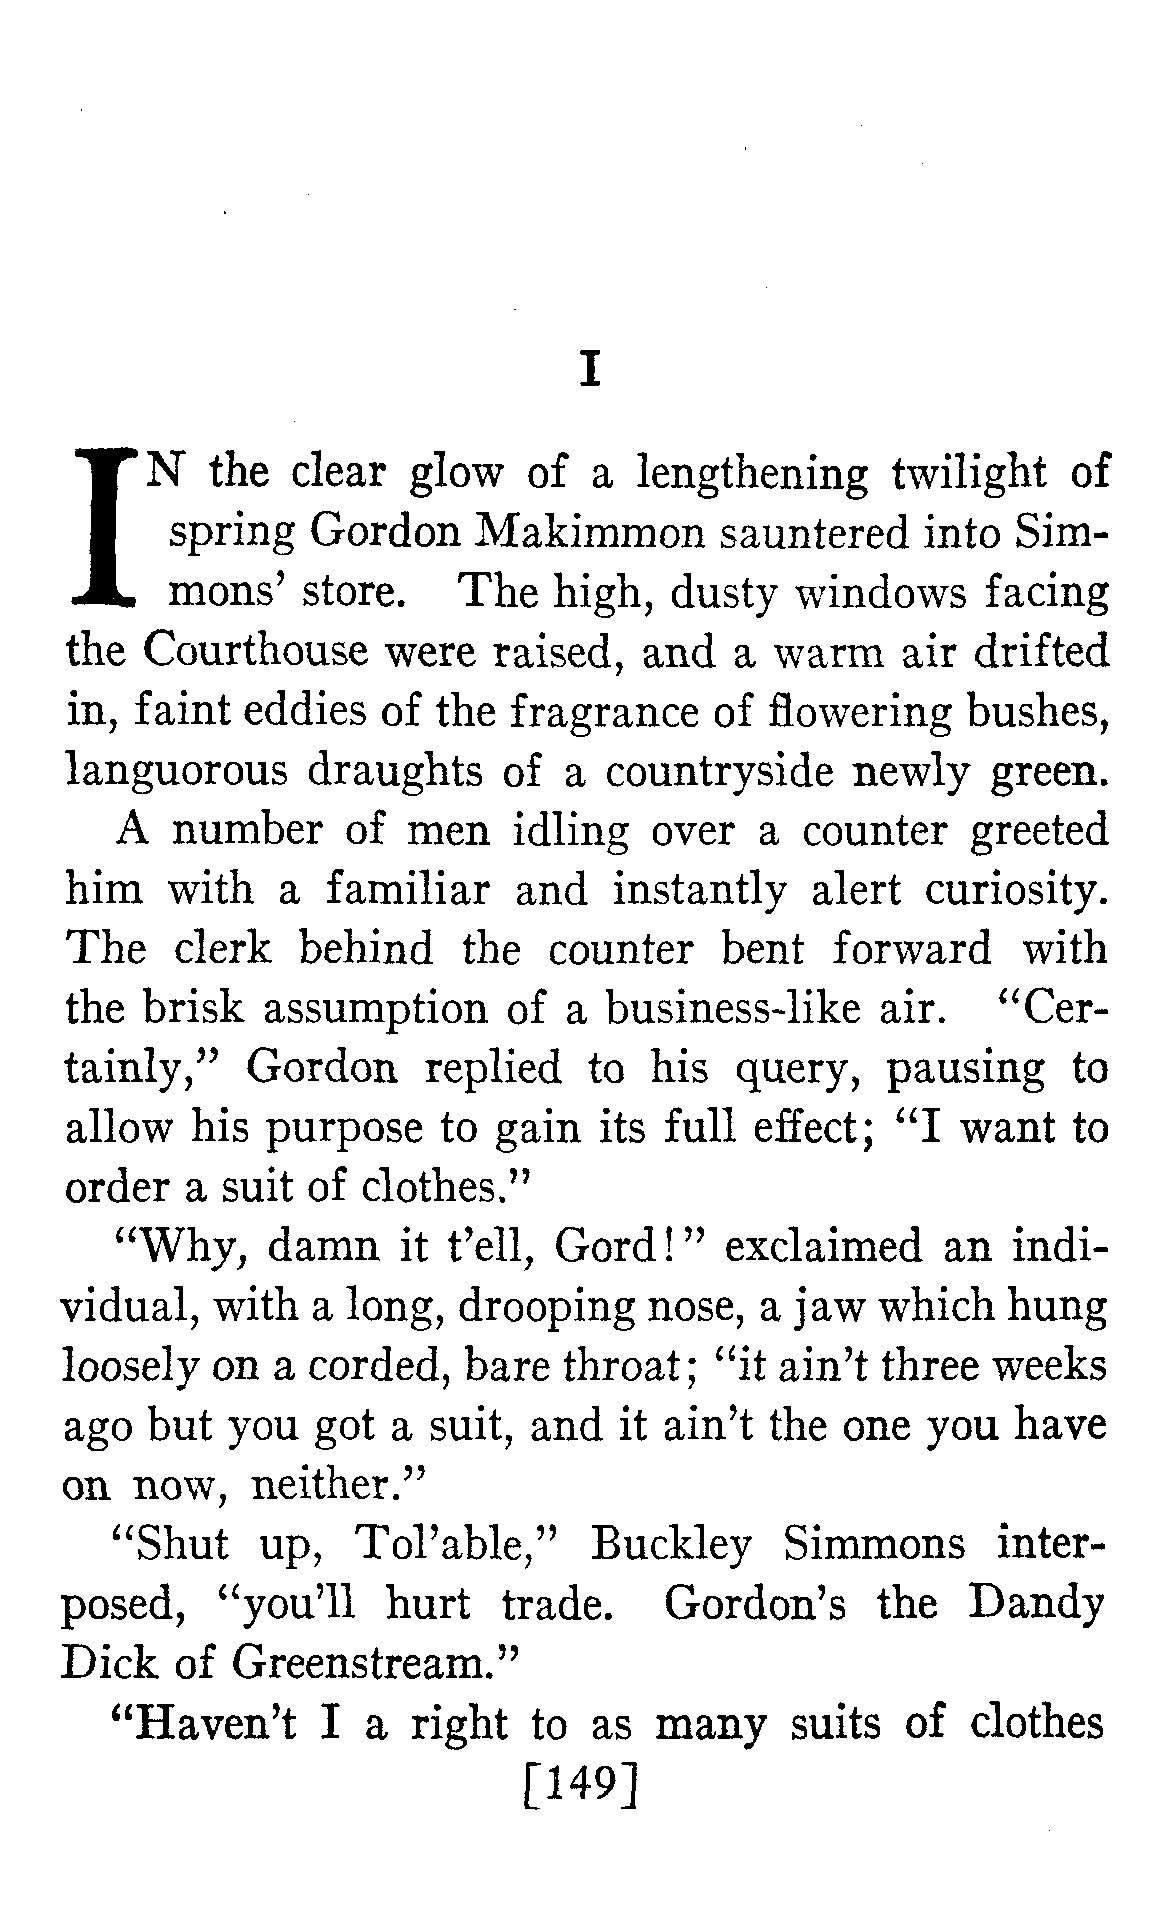 I
IN the clear glow of a lengthening twilight of
spring Gordon Makimmon sauntered into Sim-
mons’ store. The high, dusty windows facing
the Courthouse were raised, and a warm air drifted
in, faint eddies of the fragrance of flowering bushes,
languorous draughts of a countryside newly green.
A number of men idling over a counter greeted
him with a familiar and instantly alert curiosity.
The clerk behind the counter bent forward with
the brisk assumption of a business-like air. “Cer-
tainly,” Gordon replied to his query, pausing to
allow his purpose to gain its full effect; “I want to
order a suit of clothes.”
“Why, damn it t’ell, Gord!” exclaimed an indi-
vidual, with a long, drooping nose, a jaw which hung
loosely on a corded, bare throat; “it ain’t three weeks
ago but you got a suit, and it ain’t the one you have
on now, neither.”
“Shut up, Tol’able,” Buckley Simmons inter-
posed, “you’ll hurt trade. Gordon’s the Dandy
Dick of Greenstream.”
“Haven’t I a right to as many suits of clothes
[149]